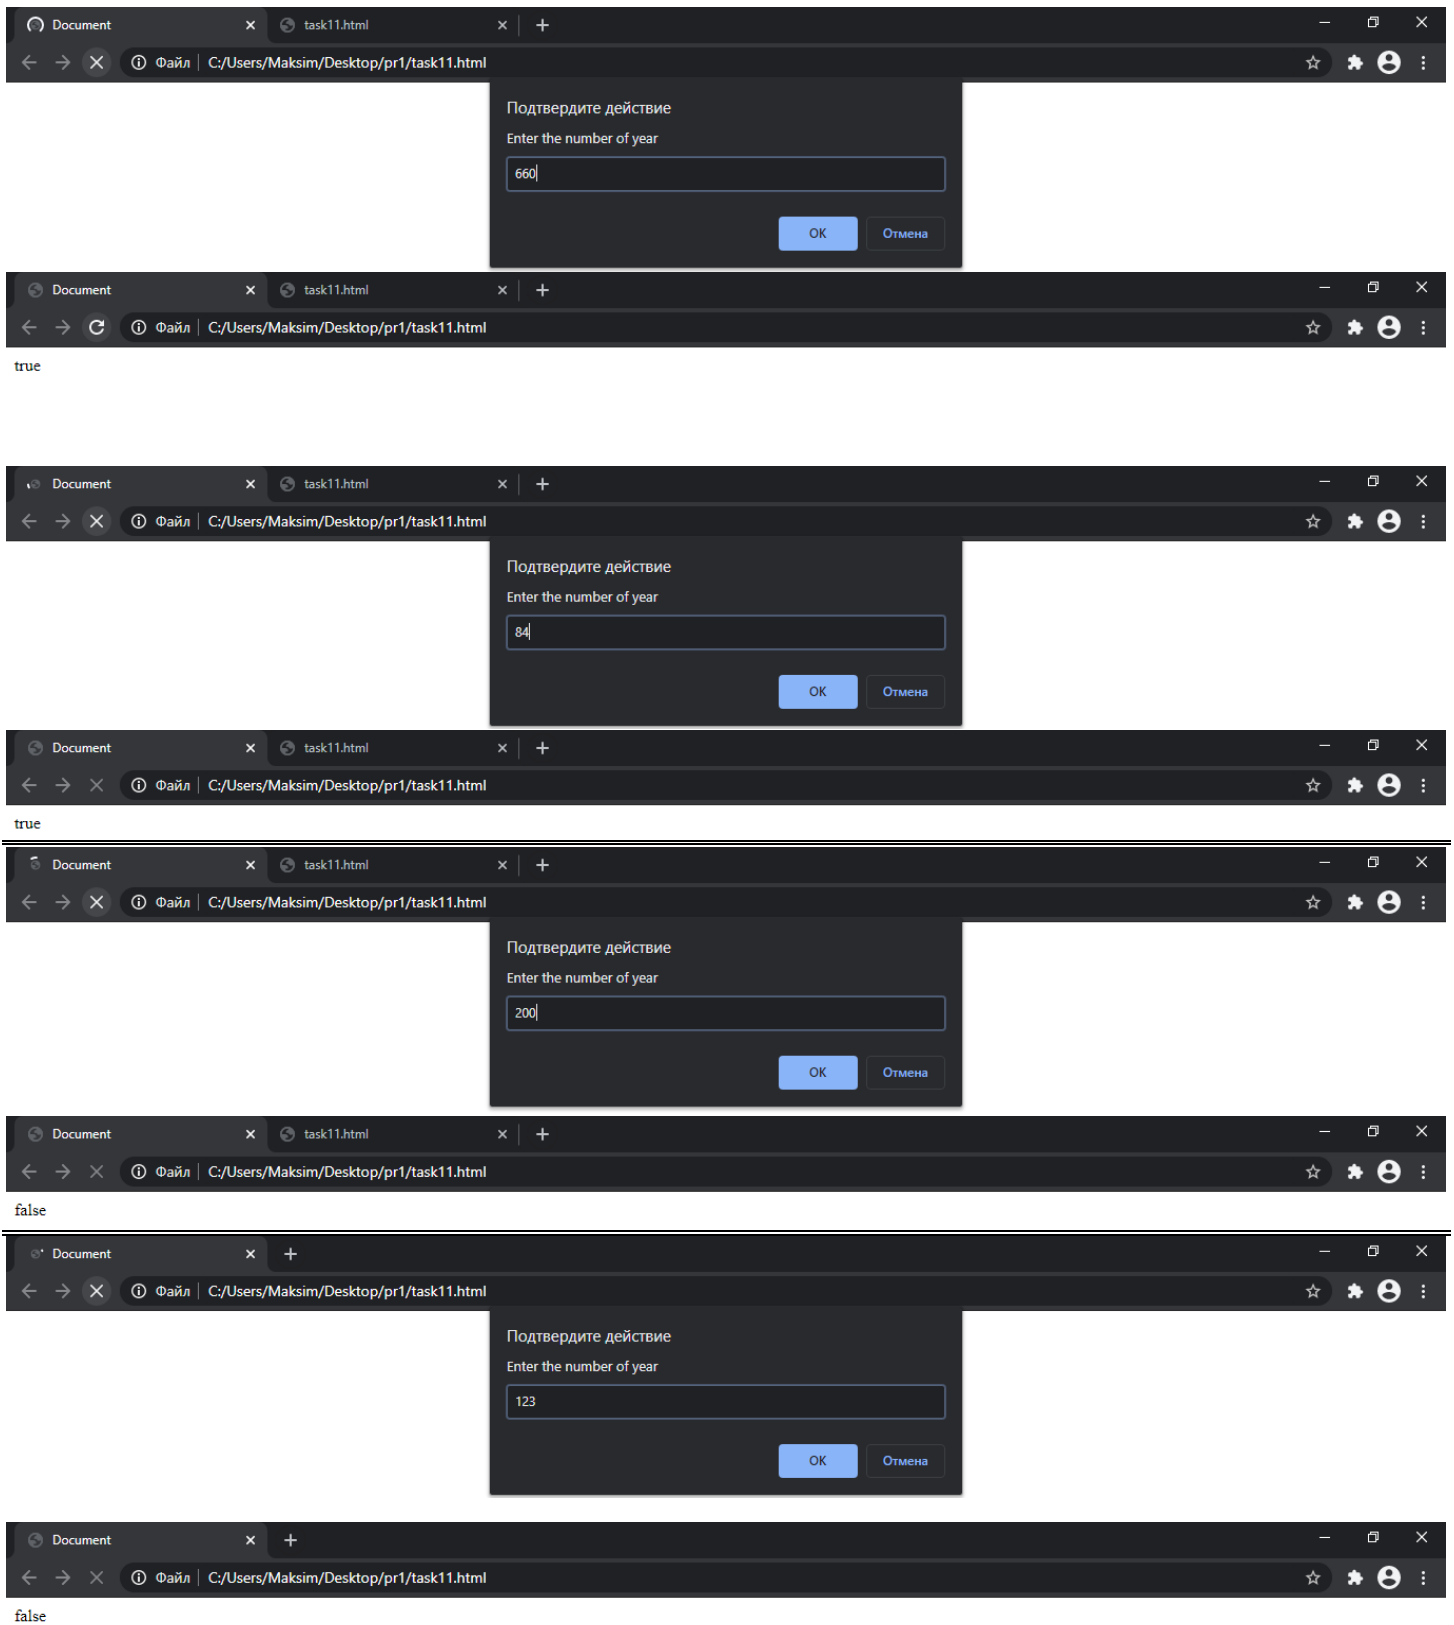 Document task11.html
Файл C:/Users/Maksim/Desktop/pr1/task11.html
Подтвердите действие
Enter the number of year
660
OK Отмена
Document task11.html
Файл C:/Users/Maksim/Desktop/pr1/task11.html
true
Document task11.html
Файл C:/Users/Maksim/Desktop/pr1/task11.html
Подтвердите действие
Enter the number of year
84
OK Отмена
Document task11.html
Файл C:/Users/Maksim/Desktop/pr1/task11.html
true
Document task11.html
Файл C:/Users/Maksim/Desktop/pr1/task11.html
Подтвердите действие
Enter the number of year
200
OK Отмена
Document task11.html
Файл C:/Users/Maksim/Desktop/pr1/task11.html
false
Document
Файл C:/Users/Maksim/Desktop/pr1/task11.html
Подтвердите действие
Enter the number of year
123
OK Отмена
Document
Файл C:/Users/Maksim/Desktop/pr1/task11.html
false